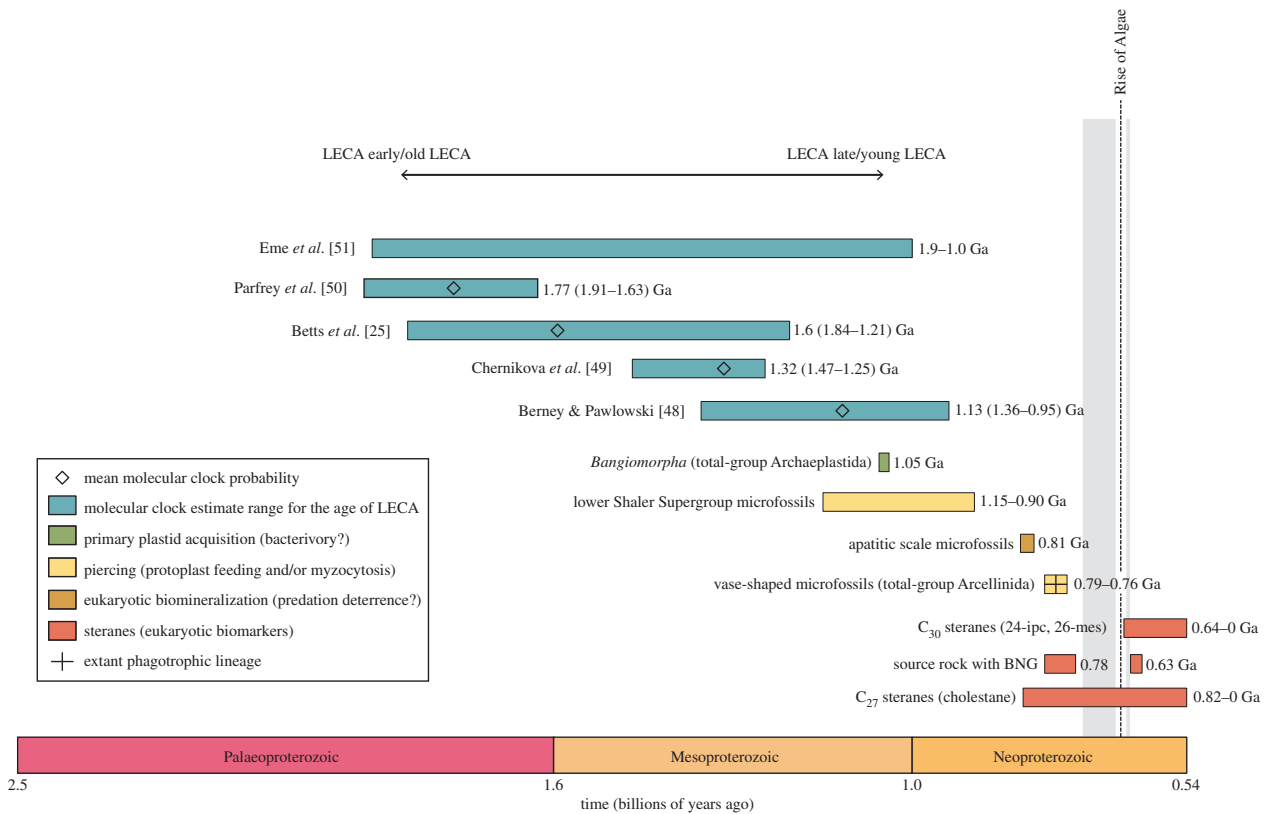 Rise of Algae
LECA early/old LECA
LECA late/young LECA
Eme et al. [51]
1.9–1.0 Ga
Parfrey et al. [50]
1.77 (1.91–1.63) Ga
Betts et al. [25]
1.6 (1.84–1.21) Ga
Chernikova et al. [49]
1.32 (1.47–1.25) Ga
Berney & Pawlowski [48]
1.13 (1.36–0.95) Ga
Bangiomorpha (total-group Archaeplastida)
1.05 Ga
lower Shaler Supergroup microfossils
1.15–0.90 Ga
apatitic scale microfossils
0.81 Ga
vase-shaped microfossils (total-group Arcellinida)
0.79–0.76 Ga
C30 steranes (24-ipc, 26-mes)
0.64–0 Ga
source rock with BNG
0.78
0.63 Ga
C27 steranes (cholestane)
0.82–0 Ga
mean molecular clock probability
molecular clock estimate range for the age of LECA
primary plastid acquisition (bacterivory?)
piercing (protoplast feeding and/or myzocytosis)
eukaryotic biomineralization (predation deterrence?)
steranes (eukaryotic biomarkers)
extant phagotrophic lineage
Palaeoproterozoic
Mesoproterozoic
Neoproterozoic
2.5
1.6
1.0
0.54
time (billions of years ago)